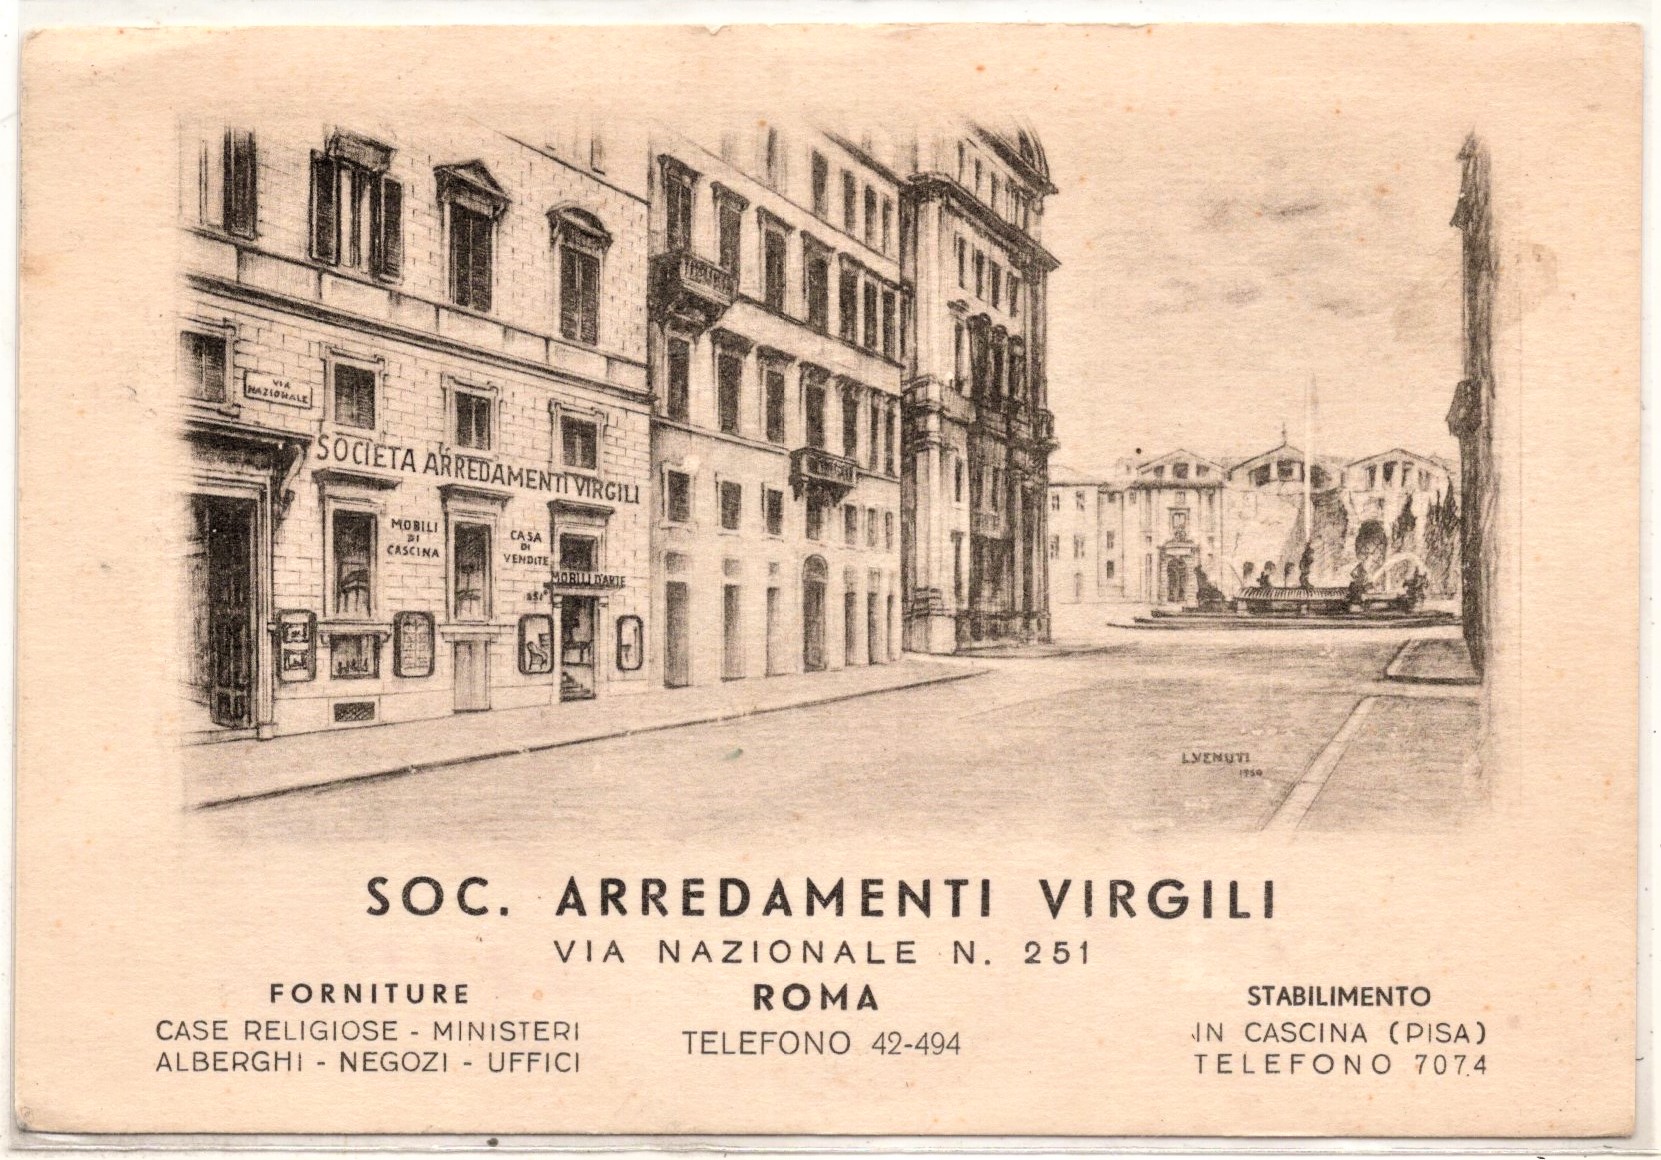 VIA
NAZIONALE
SOCIETA ARREDAMENTI VIRGILI
MOBILI
DI
CASCINA
CASA
DI
VENDITE
MOBILI D'ARTE
251
L.VENUTI
1950
SOC. ARREDAMENTI VIRGILI
VIA NAZIONALE N. 251
FORNITURE
CASE RELIGIOSE - MINISTERI
ALBERGHI - NEGOZI - UFFICI
ROMA
TELEFONO 42-494
STABILIMENTO
IN CASCINA (PISA)
TELEFONO 7074